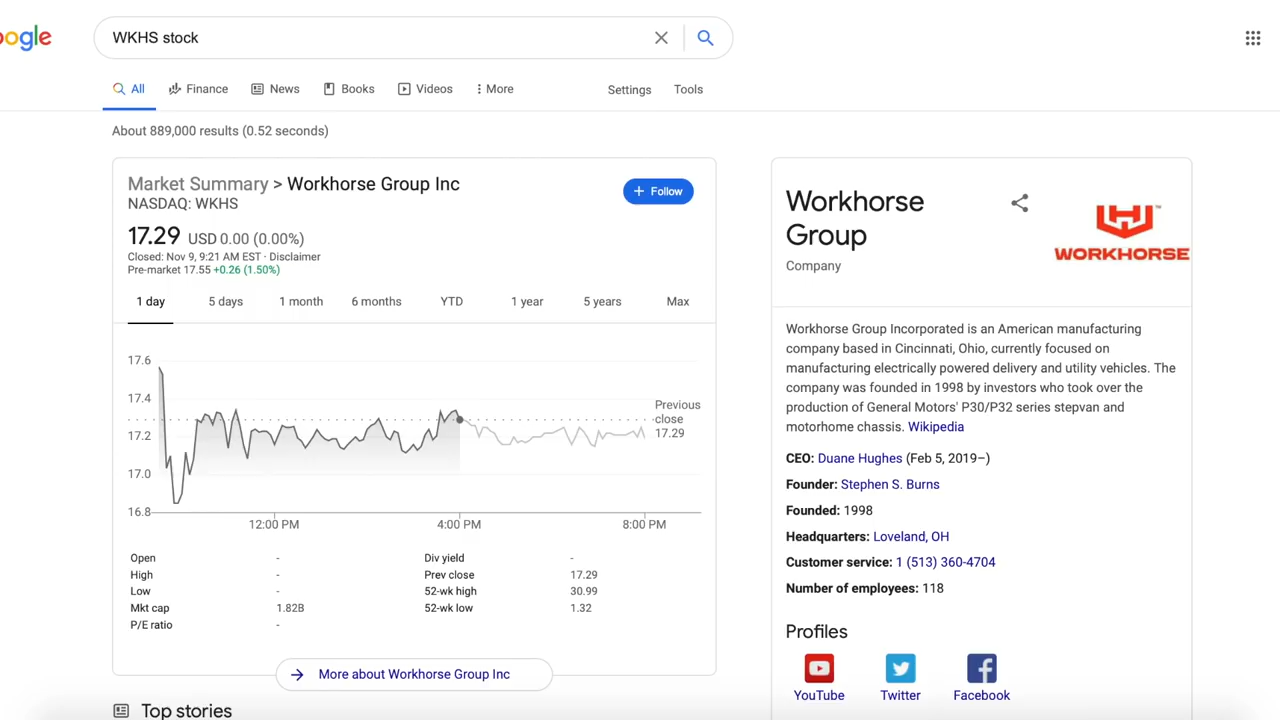 oogle
WKHS stock
All
Finance
News
Books
Videos
More
Settings
Tools
About 889,000 results (0.52 seconds)
Market Summary > Workhorse Group Inc
NASDAQ: WKHS
+ Follow
17.29 USD 0.00 (0.00%)
Closed: Nov 9, 9:21 AM EST · Disclaimer
Pre-market 17.55 +0.26 (1.50%)
1 day
5 days
1 month
6 months
YTD
1 year
5 years
Max
17.6
17.4
17.2
17.0
16.8
Previous
close
17.29
12:00 PM
4:00 PM
8:00 PM
Open -
High -
Low -
Mkt cap 1.82B
P/E ratio -
Div yield -
Prev close 17.29
52-wk high 30.99
52-wk low 1.32
More about Workhorse Group Inc
Top stories
Workhorse
Group
Company
WORKHORSE
™
Workhorse Group Incorporated is an American manufacturing
company based in Cincinnati, Ohio, currently focused on
manufacturing electrically powered delivery and utility vehicles. The
company was founded in 1998 by investors who took over the
production of General Motors' P30/P32 series stepvan and
motorhome chassis. Wikipedia
CEO: Duane Hughes (Feb 5, 2019–)
Founder: Stephen S. Burns
Founded: 1998
Headquarters: Loveland, OH
Customer service: 1 (513) 360-4704
Number of employees: 118
Profiles
YouTube
Twitter
Facebook